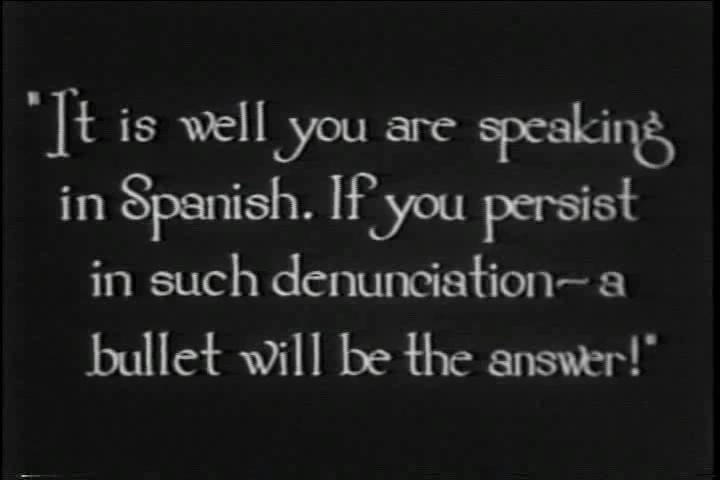 "It is well you are speaking
in Spanish. If you persist
in such denunciation~a
bullet will be the answer!"